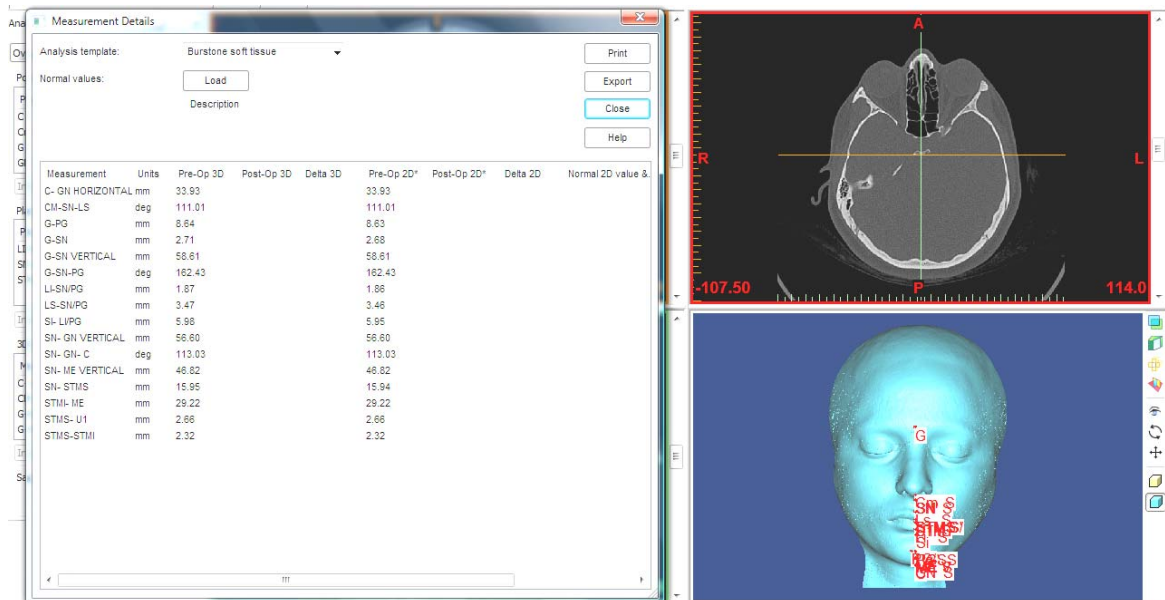 Measurement Details
Analysis template: Burstone soft tissue
Print
Normal values: Load
Export
Description
Close
Help
Measurement Units Pre-Op 3D Post-Op 3D Delta 3D Pre-Op 2D* Post-Op 2D* Delta 2D Normal 2D value &.
C- GN HORIZONTAL mm 33.93 33.93
CM-SN-LS deg 111.01 111.01
G-PG mm 8.64 8.63
G-SN mm 2.71 2.68
G-SN VERTICAL mm 58.61 58.61
G-SN-PG deg 162.43 162.43
LI-SN/PG mm 1.87 1.86
LS-SN/PG mm 3.47 3.46
SI- LI/PG mm 5.98 5.95
SN- GN VERTICAL mm 56.60 56.60
SN- GN- C deg 113.03 113.03
SN- ME VERTICAL mm 46.82 46.82
SN- STMS mm 15.95 15.94
STMI- ME mm 29.22 29.22
STMS- U1 mm 2.66 2.66
STMS-STMI mm 2.32 2.32
A
R
L
P
-107.50
114.0
G
SN S
Si
GN S